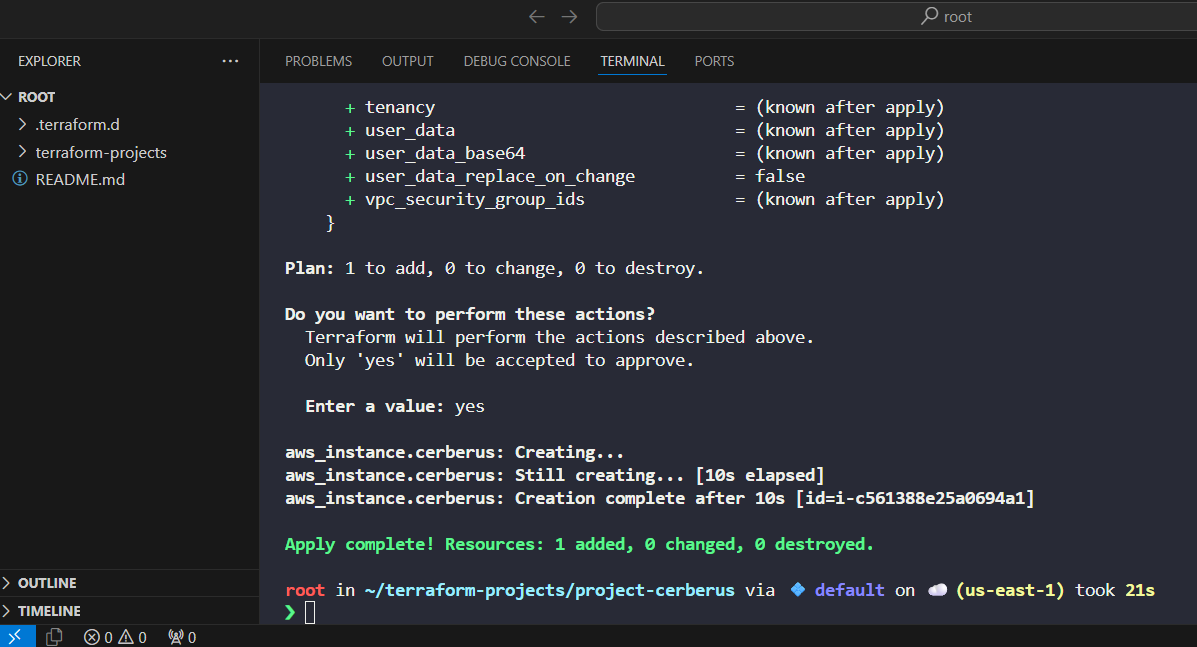 root
EXPLORER ...
PROBLEMS OUTPUT DEBUG CONSOLE TERMINAL PORTS
ROOT
.terraform.d
terraform-projects
README.md
+ tenancy = (known after apply)
+ user_data = (known after apply)
+ user_data_base64 = (known after apply)
+ user_data_replace_on_change = false
+ vpc_security_group_ids = (known after apply)
}
Plan: 1 to add, 0 to change, 0 to destroy.
Do you want to perform these actions?
Terraform will perform the actions described above.
Only 'yes' will be accepted to approve.
Enter a value: yes
aws_instance.cerberus: Creating...
aws_instance.cerberus: Still creating... [10s elapsed]
aws_instance.cerberus: Creation complete after 10s [id=i-c561388e25a0694a1]
Apply complete! Resources: 1 added, 0 changed, 0 destroyed.
root in ~/terraform-projects/project-cerberus via default on (us-east-1) took 21s
❯
OUTLINE
TIMELINE
0 0 0